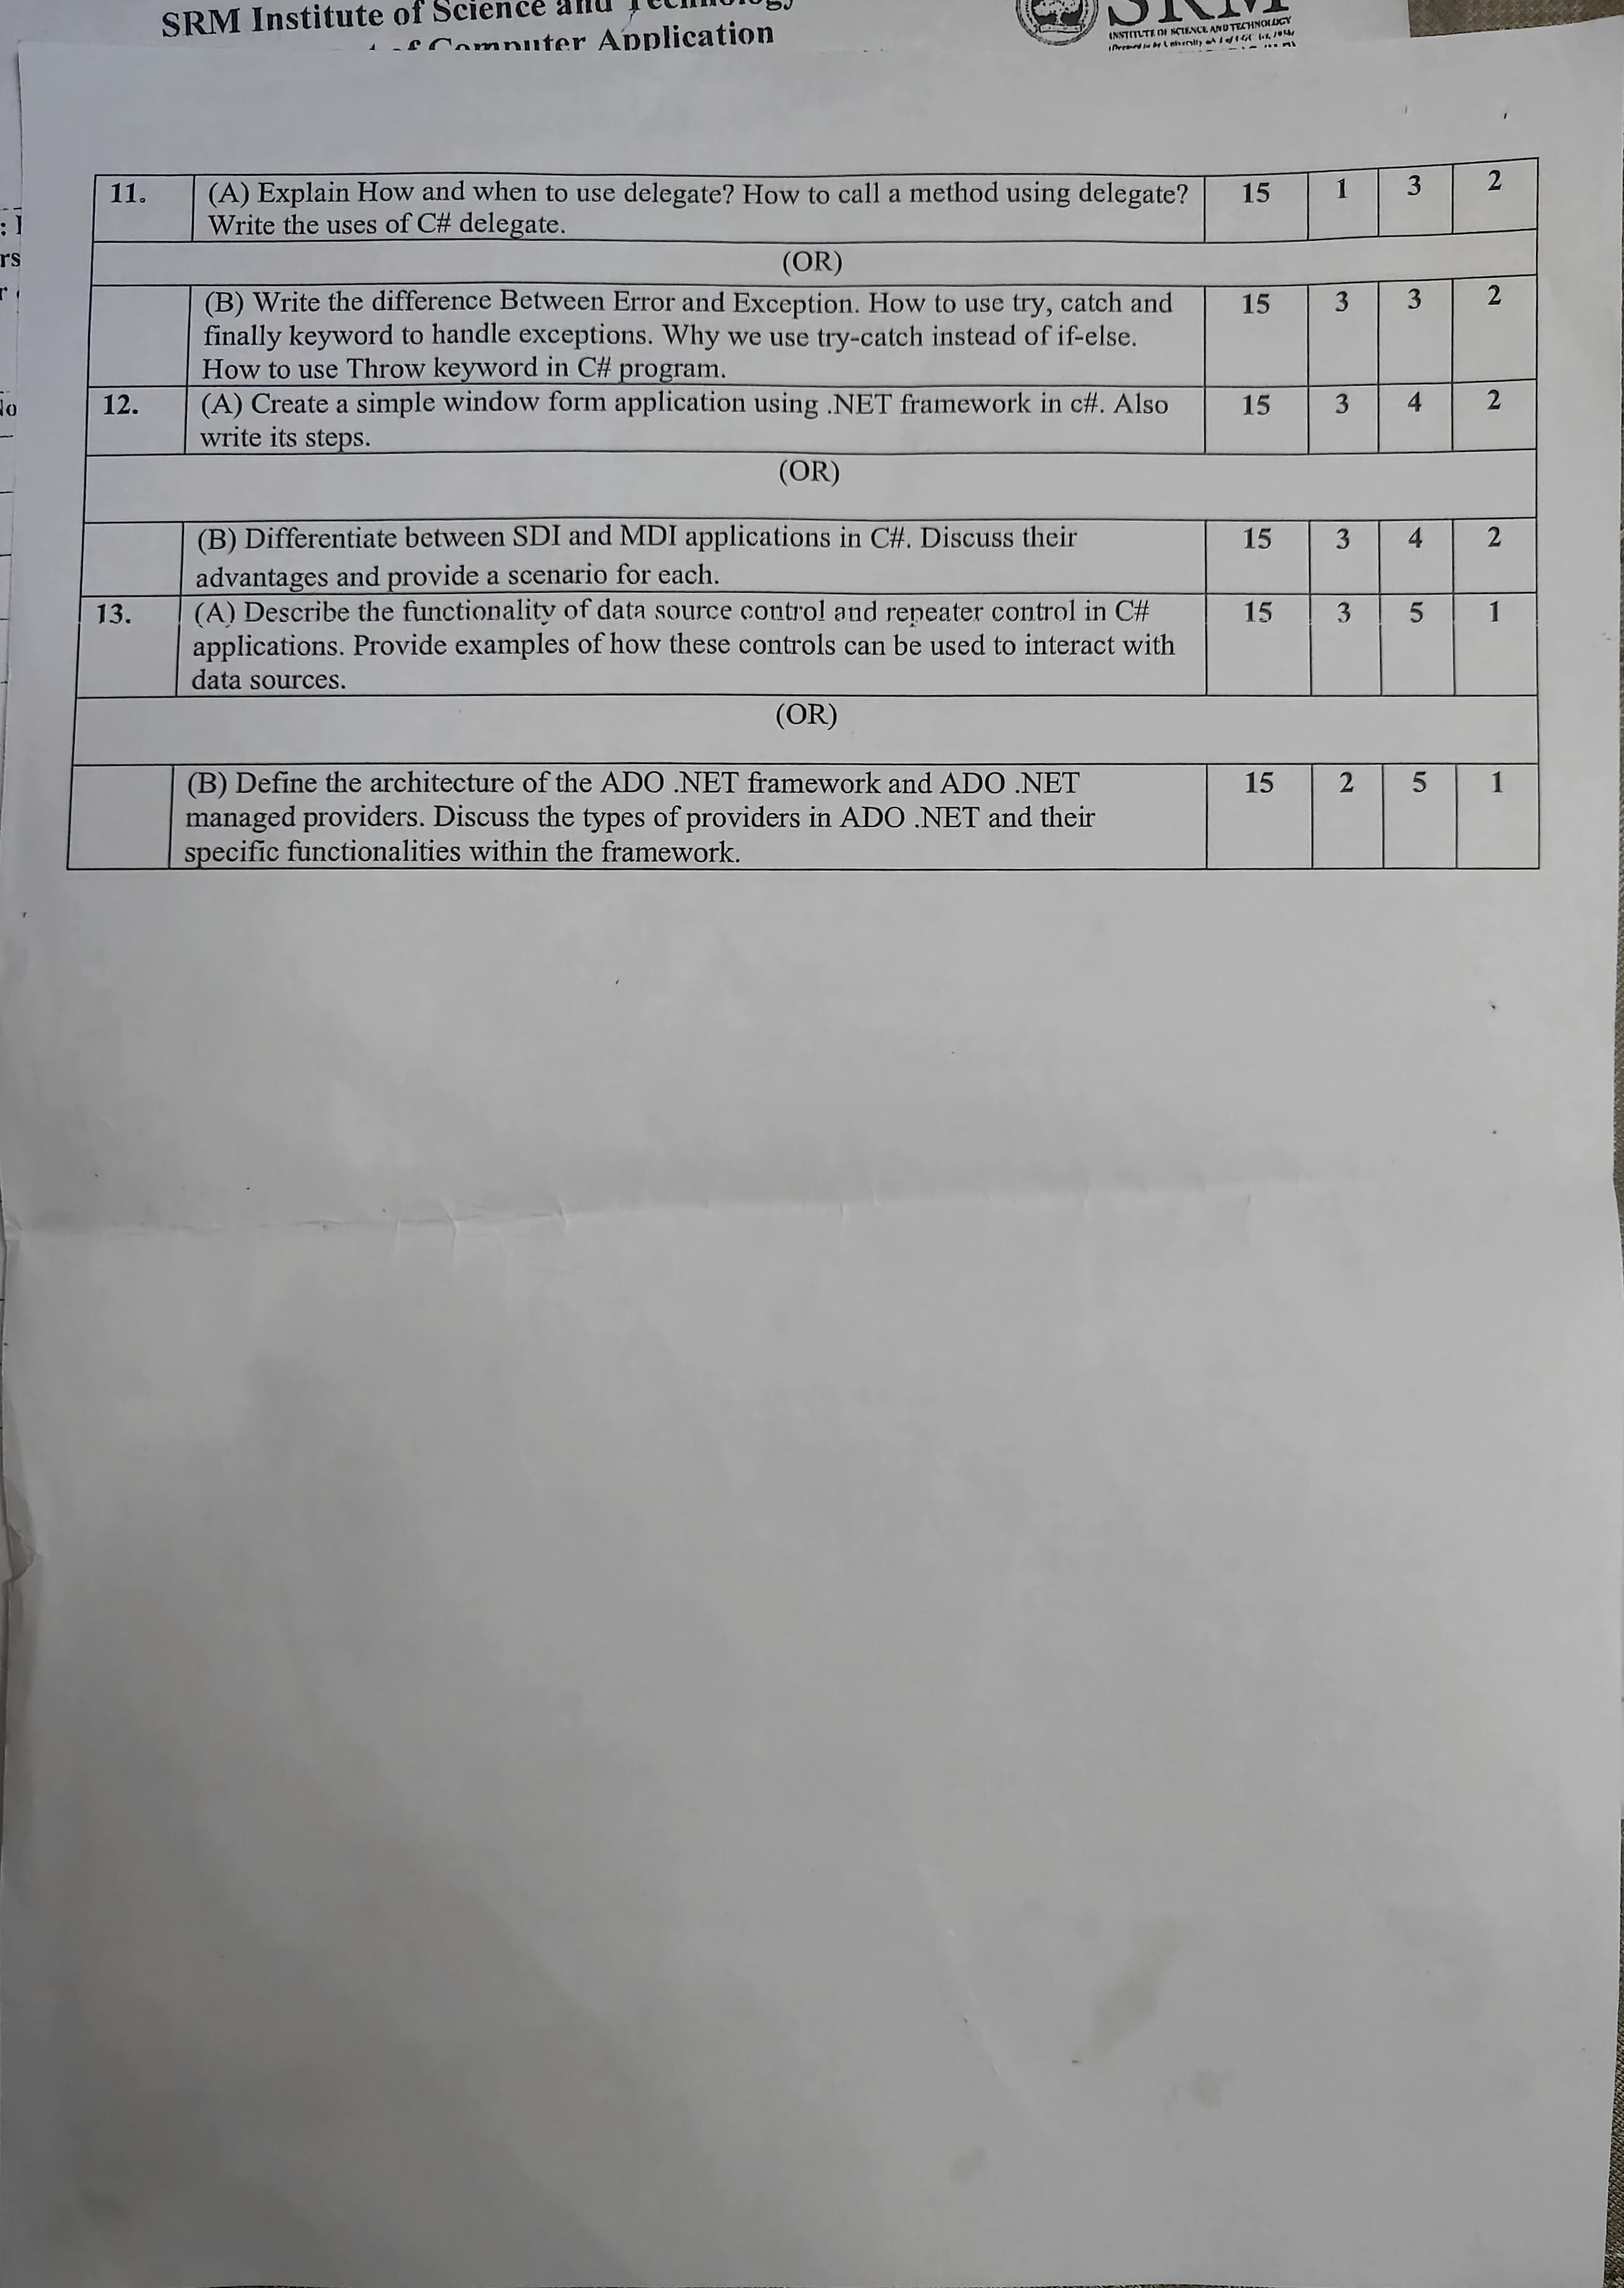 SRM Institute of Science and Technology
of Computer Application
SRM
INSTITUTE OF SCIENCE AND TECHNOLOGY
: I
rs
r
No
11. (A) Explain How and when to use delegate? How to call a method using delegate? 15 1 3 2
Write the uses of C# delegate.
(OR)
(B) Write the difference Between Error and Exception. How to use try, catch and 15 3 3 2
finally keyword to handle exceptions. Why we use try-catch instead of if-else.
How to use Throw keyword in C# program.
12. (A) Create a simple window form application using .NET framework in c#. Also 15 3 4 2
write its steps.
(OR)
(B) Differentiate between SDI and MDI applications in C#. Discuss their 15 3 4 2
advantages and provide a scenario for each.
13. (A) Describe the functionality of data source control and repeater control in C# 15 3 5 1
applications. Provide examples of how these controls can be used to interact with
data sources.
(OR)
(B) Define the architecture of the ADO .NET framework and ADO .NET 15 2 5 1
managed providers. Discuss the types of providers in ADO .NET and their
specific functionalities within the framework.